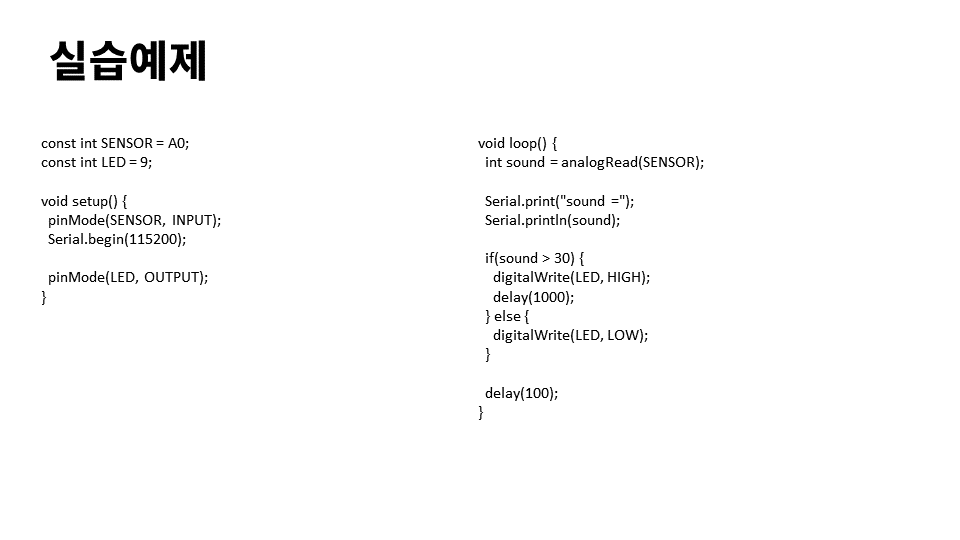 실습예제
const int SENSOR = A0;
const int LED = 9;
void setup() {
pinMode(SENSOR, INPUT);
Serial.begin(115200);
pinMode(LED, OUTPUT);
}
void loop() {
int sound = analogRead(SENSOR);
Serial.print("sound =");
Serial.println(sound);
if(sound > 30) {
digitalWrite(LED, HIGH);
delay(1000);
} else {
digitalWrite(LED, LOW);
}
delay(100);
}